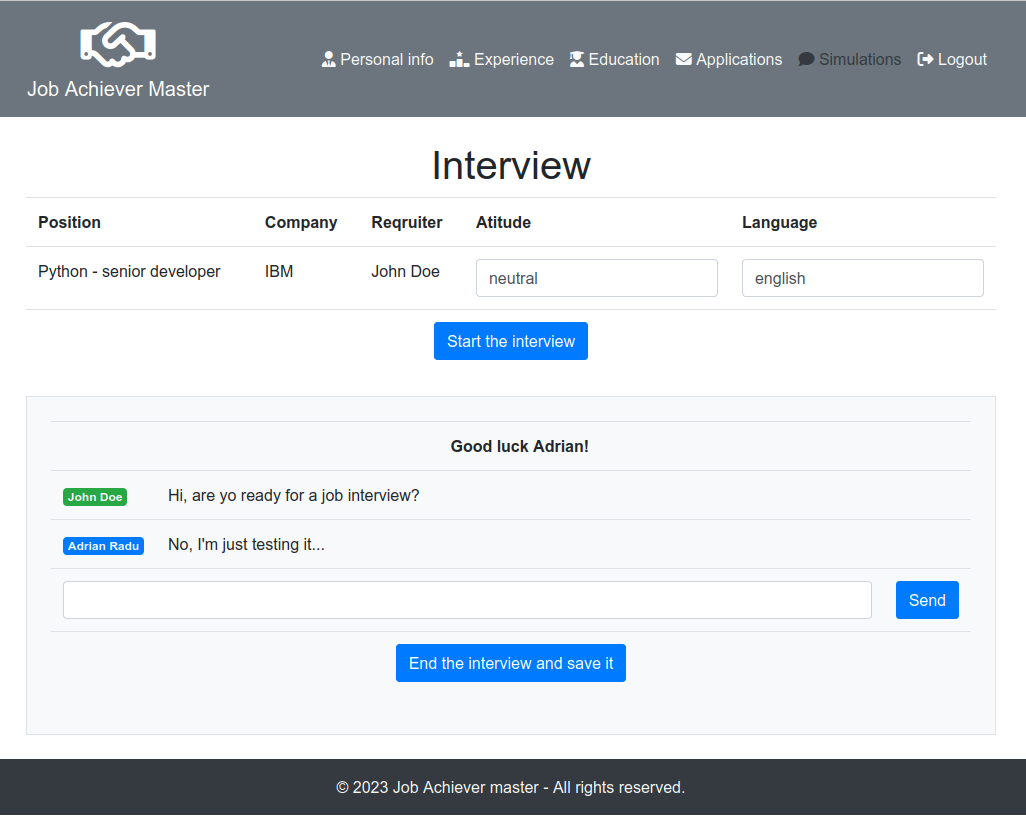 Personal info Experience Education Applications Simulations Logout
Job Achiever Master
Interview
Position Company Reqruiter Atitude Language
Python - senior developer IBM John Doe neutral english
Start the interview
Good luck Adrian!
John Doe Hi, are yo ready for a job interview?
Adrian Radu No, I'm just testing it...
Send
End the interview and save it
© 2023 Job Achiever master - All rights reserved.